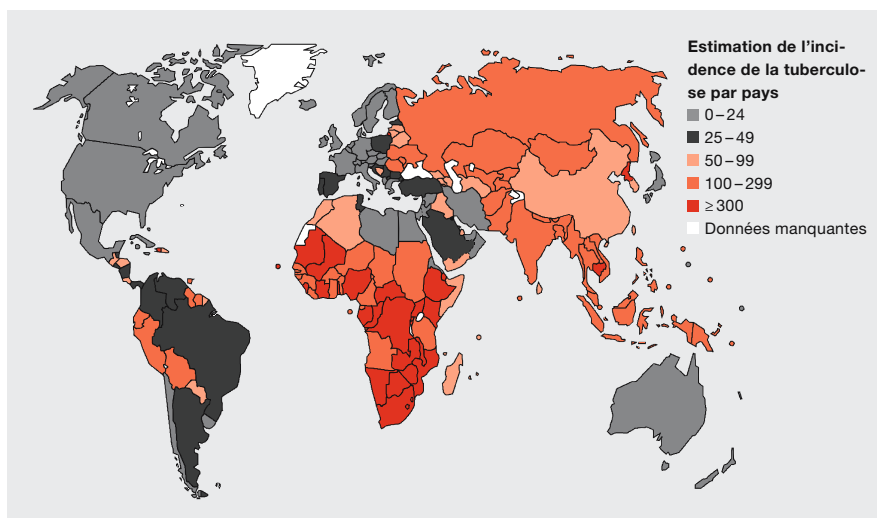 Estimation de l’inci-
dence de la tuberculo-
se par pays
0–24
25–49
50–99
100–299
≥300
Données manquantes